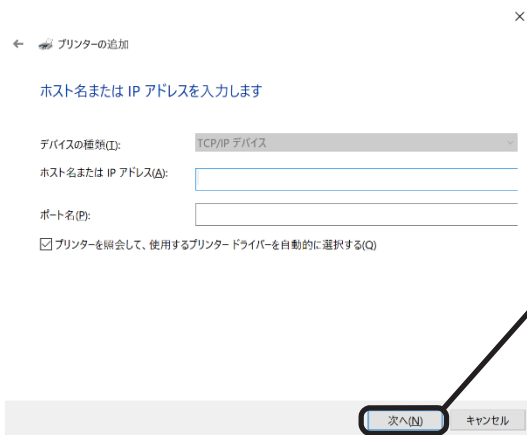 プリンターの追加
ホスト名または IP アドレスを入力します
デバイスの種類(T): TCP/IP デバイス
ホスト名または IP アドレス(A):
ポート名(P):
プリンターを照会して、使用するプリンター ドライバーを自動的に選択する(Q)
次へ(N) キャンセル